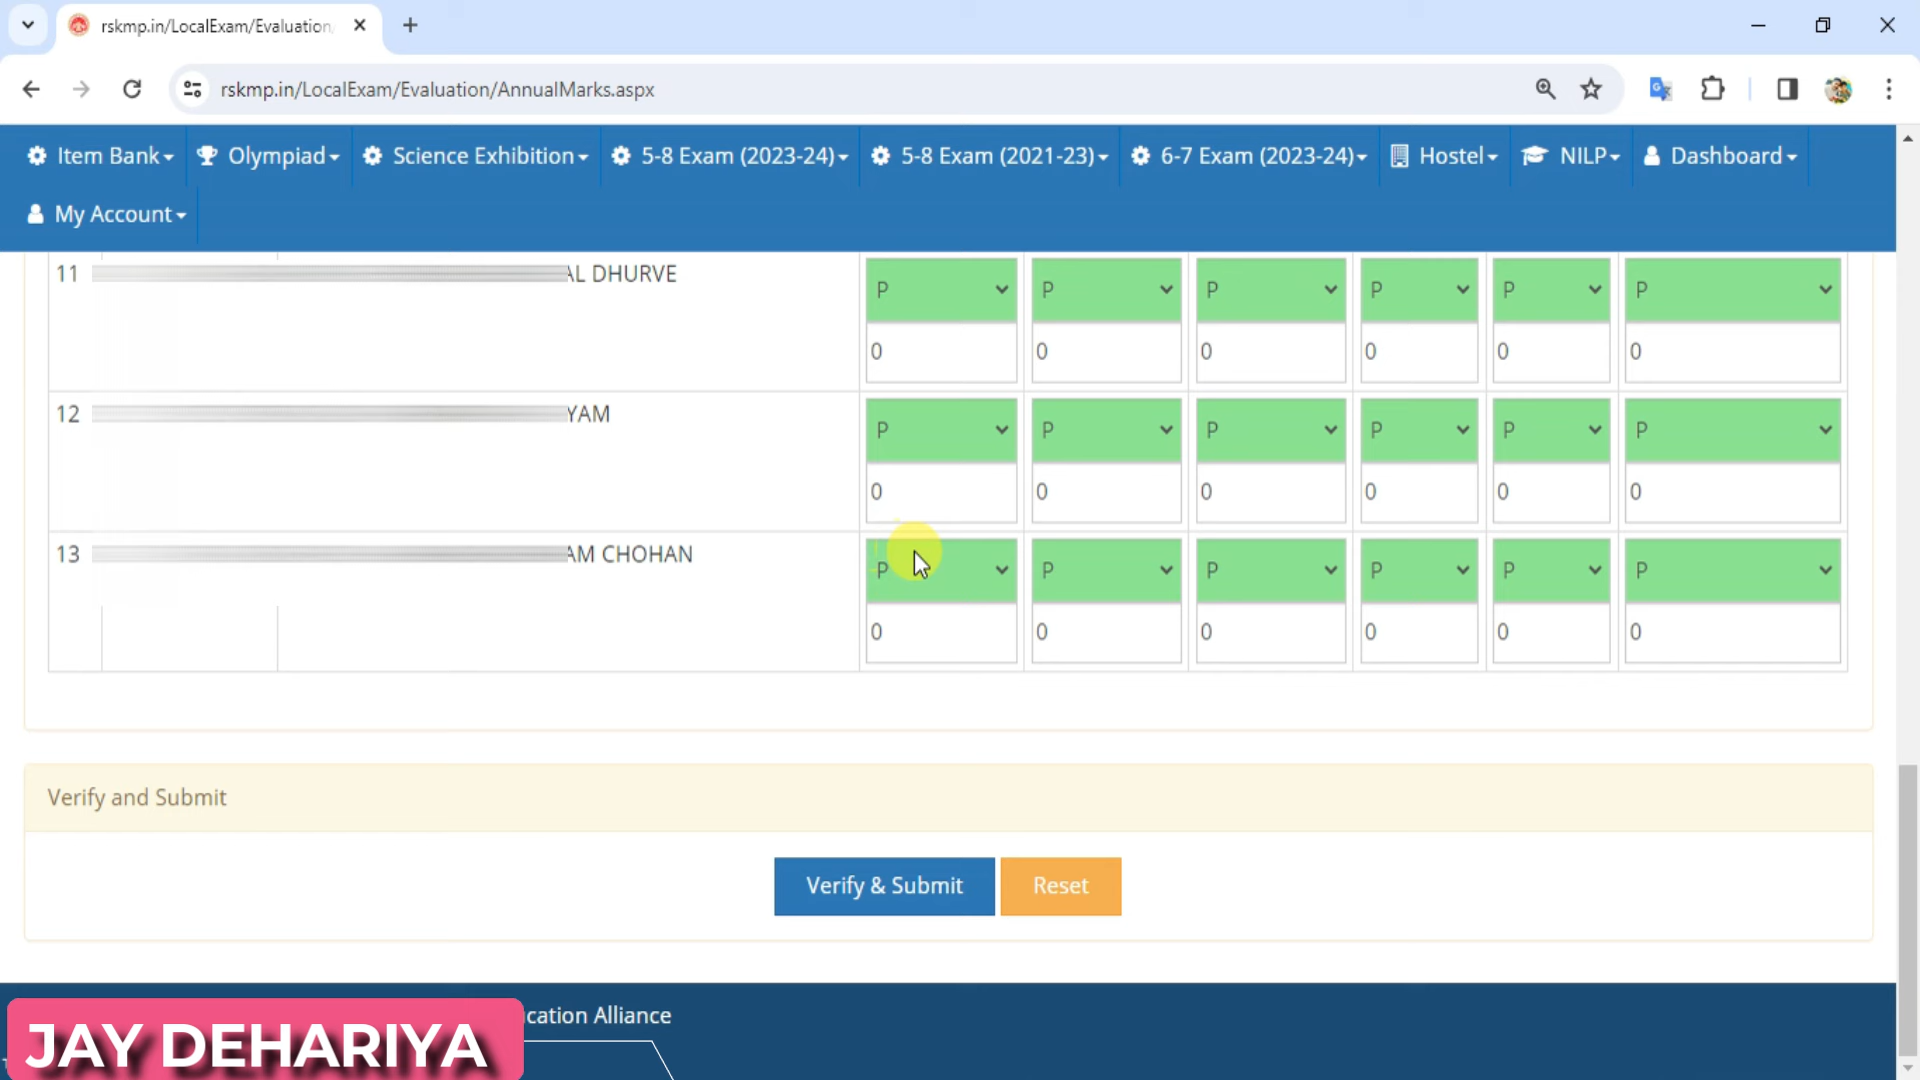 rskmp.in/LocalExam/Evaluation
rskmp.in/LocalExam/Evaluation/AnnualMarks.aspx
Item Bank Olympiad Science Exhibition 5-8 Exam (2023-24) 5-8 Exam (2021-23) 6-7 Exam (2023-24) Hostel NILP Dashboard
My Account
11 AL DHURVE
P P P P P P
0 0 0 0 0 0
12 YAM
P P P P P P
0 0 0 0 0 0
13 AM CHOHAN
P P P P P P
0 0 0 0 0 0
Verify and Submit
Verify & Submit Reset
cation Alliance
JAY DEHARIYA